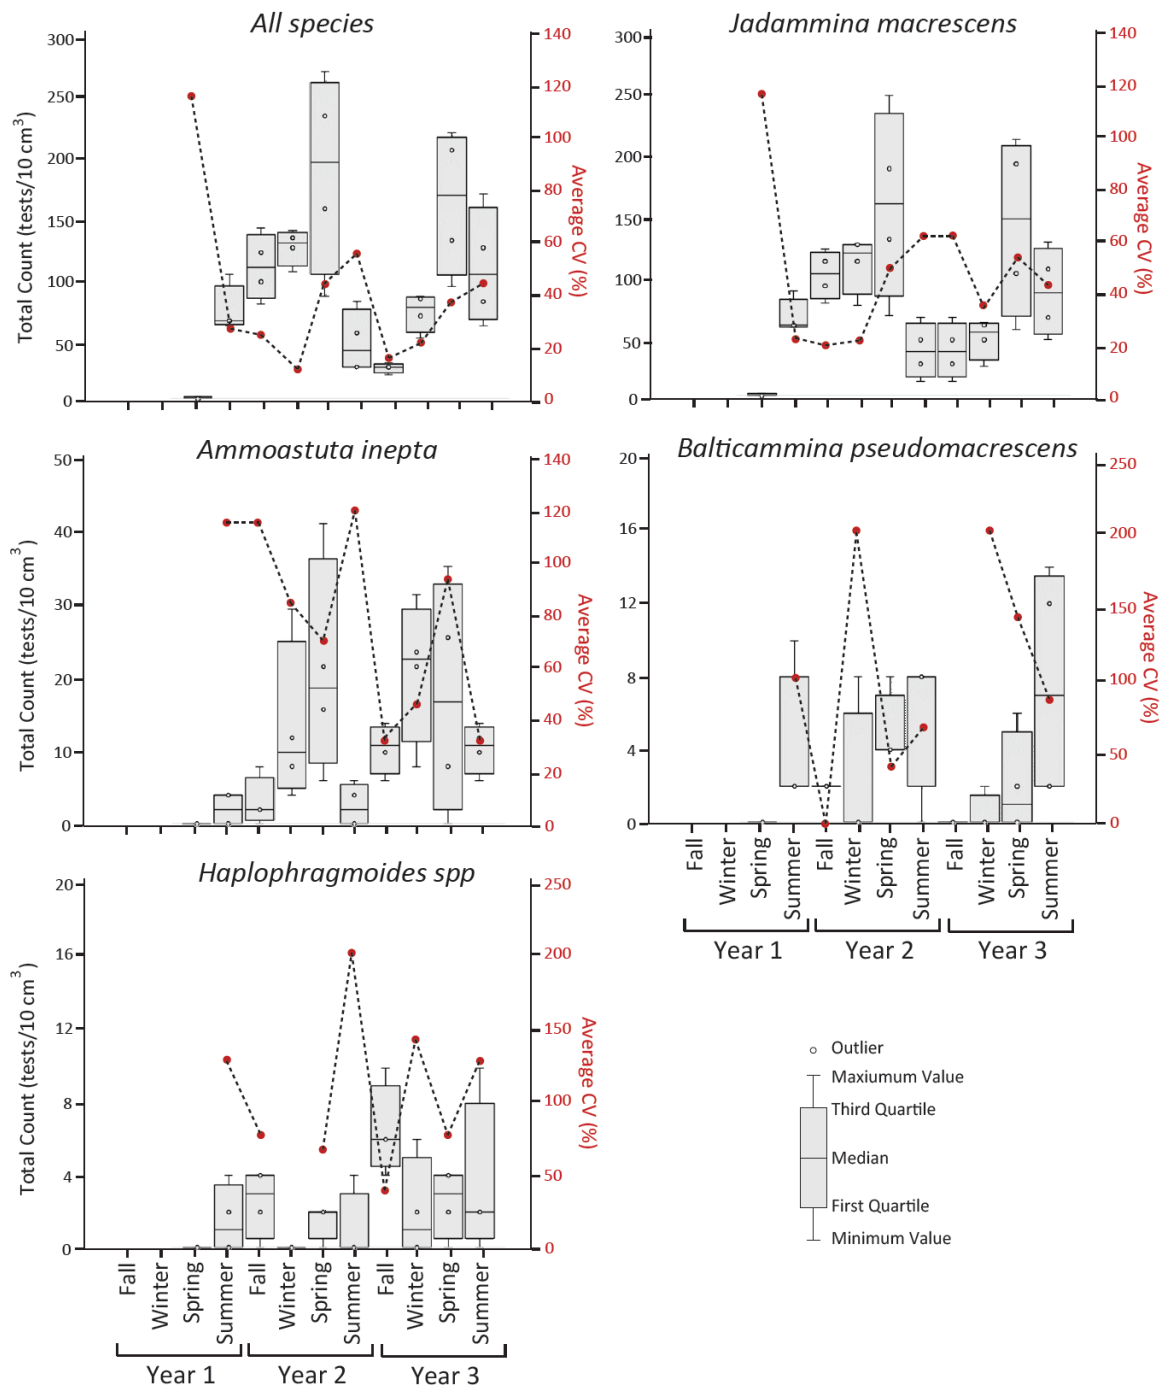 All species
300
250
200
150
100
50
0
Total Count (tests/10 cm³)
140
120
100
80
60
40
20
0
Average CV (%)
Jadammina macrescens
300
250
200
150
100
50
0
140
120
100
80
60
40
20
0
Average CV (%)
Ammoastuta inepta
50
40
30
20
10
0
Total Count (tests/10 cm³)
140
120
100
80
60
40
20
0
Average CV (%)
Balticammina pseudomacrescens
20
16
12
8
4
0
250
200
150
100
50
0
Average CV (%)
Fall
Winter
Spring
Summer
Fall
Winter
Spring
Summer
Fall
Winter
Spring
Summer
Year 1 Year 2 Year 3
Haplophragmoides spp
20
16
12
8
4
0
Total Count (tests/10 cm³)
250
200
150
100
50
0
Average CV (%)
Fall
Winter
Spring
Summer
Fall
Winter
Spring
Summer
Fall
Winter
Spring
Summer
Year 1 Year 2 Year 3
Outlier
Maxiumum Value
Third Quartile
Median
First Quartile
Minimum Value